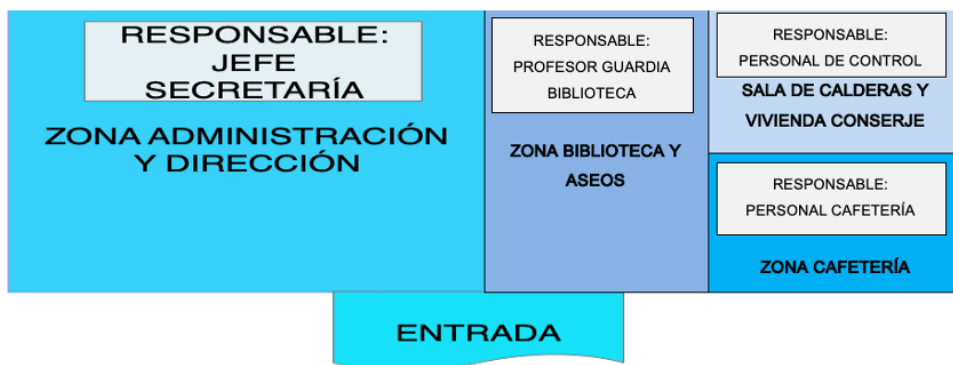 RESPONSABLE:
JEFE
SECRETARÍA
ZONA ADMINISTRACIÓN
Y DIRECCIÓN
RESPONSABLE:
PROFESOR GUARDIA
BIBLIOTECA
ZONA BIBLIOTECA Y
ASEOS
RESPONSABLE:
PERSONAL DE CONTROL
SALA DE CALDERAS Y
VIVIENDA CONSERJE
RESPONSABLE:
PERSONAL CAFETERÍA
ZONA CAFETERÍA
ENTRADA